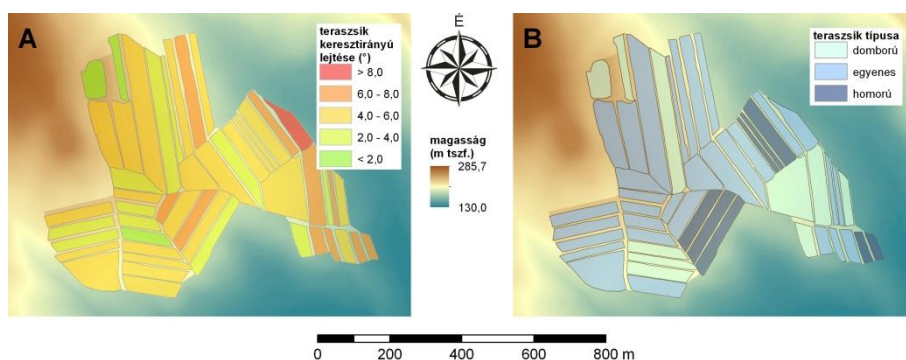 A
teraszsík
keresztirányú
lejtése (°)
> 8,0
6,0 - 8,0
4,0 - 6,0
2,0 - 4,0
< 2,0
É
magasság
(m tszf.)
285,7
130,0
B
teraszsík típusa
domború
egyenes
homorú
0 200 400 600 800 m